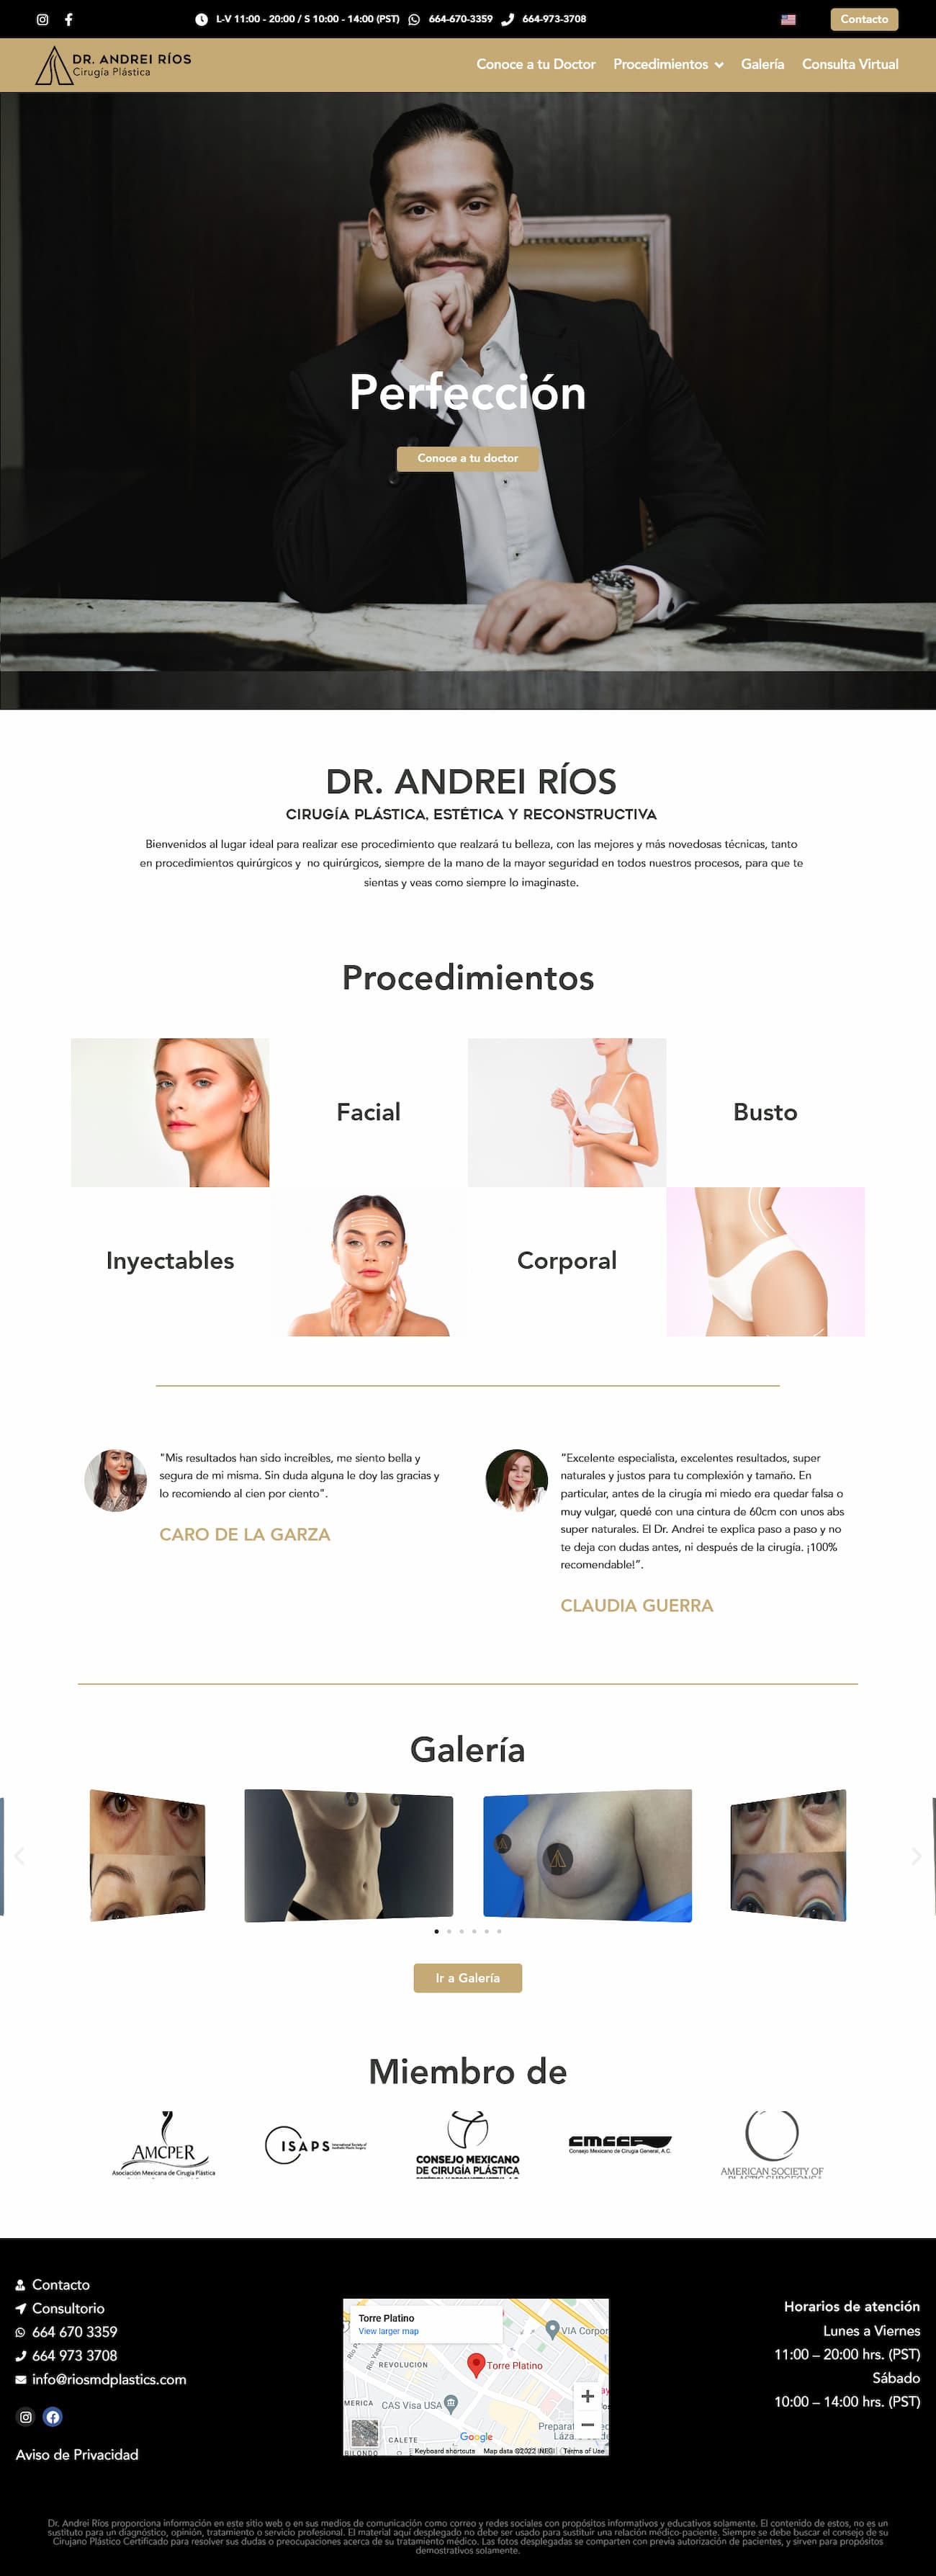 L-V 11:00 - 20:00 / S 10:00 - 14:00 (PST) 664-670-3359 664-973-3708 Contacto
DR. ANDREI RÍOS
Cirugía Plástica
Conoce a tu Doctor Procedimientos Galería Consulta Virtual
Perfección
Conoce a tu doctor
DR. ANDREI RÍOS
CIRUGÍA PLÁSTICA, ESTÉTICA Y RECONSTRUCTIVA
Bienvenidos al lugar ideal para realizar ese procedimiento que realzará tu belleza, con las mejores y más novedosas técnicas, tanto
en procedimientos quirúrgicos y no quirúrgicos, siempre de la mano de la mayor seguridad en todos nuestros procesos, para que te
sientas y veas como siempre lo imaginaste.
Procedimientos
Facial
Busto
Inyectables
Corporal
"Mis resultados han sido increíbles, me siento bella y
segura de mi misma. Sin duda alguna le doy las gracias y
lo recomiendo al cien por ciento".
CARO DE LA GARZA
"Excelente especialista, excelentes resultados, super
naturales y justos para tu complexión y tamaño. En
particular, antes de la cirugía mi miedo era quedar falsa o
muy vulgar, quedé con una cintura de 60cm con unos abs
super naturales. El Dr. Andrei te explica paso a paso y no
te deja con dudas antes, ni después de la cirugía. ¡100%
recomendable!".
CLAUDIA GUERRA
Galería
Ir a Galería
Miembro de
AMCPER
Asociación Mexicana de Cirugía Plástica
ISAPS
International Society of
Aesthetic Plastic Surgery
CONSEJO MEXICANO
DE CIRUGÍA PLÁSTICA
Consejo Mexicano de Cirugía General, A.C.
AMERICAN SOCIETY OF
PLASTIC SURGEONS
Contacto
Consultorio
664 670 3359
664 973 3708
info@riosmdplastics.com
Aviso de Privacidad
Torre Platino
View larger map
VIA Corpor
REVOLUCION
Torre Platino
MERICA
CAS Visa USA
CALETE
Preparat
Láza
BILONDO
Google
Keyboard shortcuts Map data ©2022 INEGI Terms of Use
Horarios de atención
Lunes a Viernes
11:00 – 20:00 hrs. (PST)
Sábado
10:00 – 14:00 hrs. (PST)
Dr. Andrei Ríos proporciona información en este sitio web o en sus medios de comunicación como correo y redes sociales con propósitos informativos y educativos solamente. El contenido de estos, no es un
sustituto para un diagnóstico, opinión, tratamiento o servicio profesional. El material aquí desplegado no debe ser usado para sustituir una relación médico-paciente. Siempre se debe buscar el consejo de su
Cirujano Plástico Certificado para resolver sus dudas o preocupaciones acerca de su tratamiento médico. Las fotos desplegadas se comparten con previa autorización de pacientes, y sirven para propósitos
demostrativos solamente.